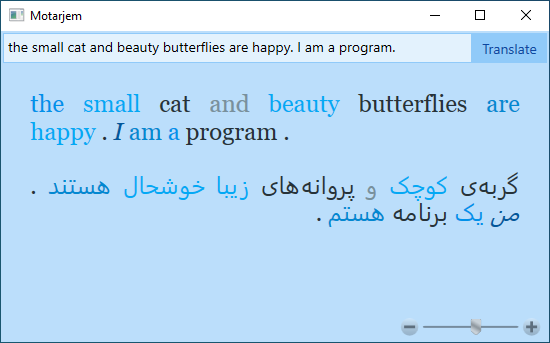 Motarjem
the small cat and beauty butterflies are happy. I am a program.
Translate
the small cat and beauty butterflies are
happy . I am a program .
گربه‌ی کوچک و پروانه‌های زیبا خوشحال هستند .
من یک برنامه هستم .